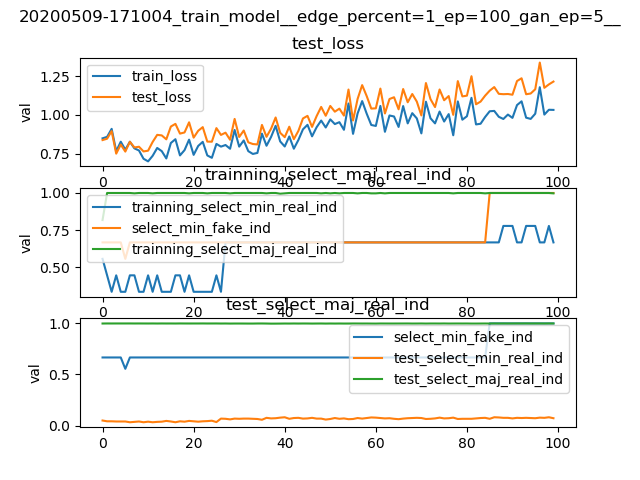 20200509-171004_train_model__edge_percent=1_ep=100_gan_ep=5__
test_loss
val
1.25
1.00
0.75
train_loss
test_loss
0 20 40 60 80 100
trainning_select_maj_real_ind
val
1.00
0.75
0.50
trainning_select_min_real_ind
select_min_fake_ind
trainning_select_maj_real_ind
0 20 40 60 80 100
test_select_maj_real_ind
val
1.0
0.5
0.0
select_min_fake_ind
test_select_min_real_ind
test_select_maj_real_ind
0 20 40 60 80 100